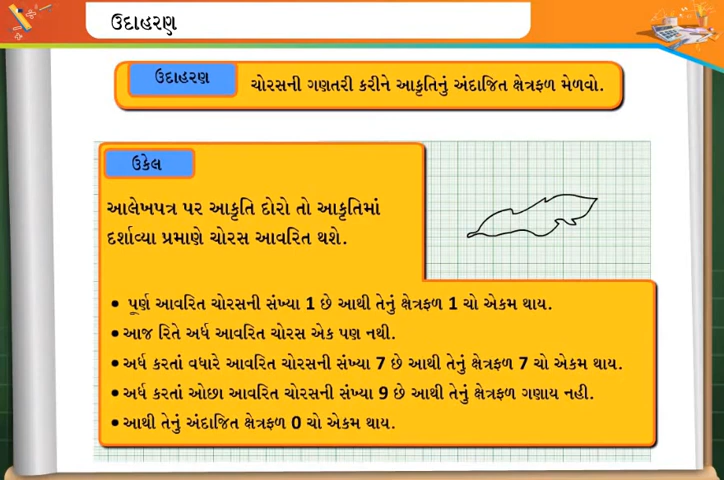 ઉદાહરણ
ઉદાહરણ
ચોરસની ગણતરી કરીને આકૃતિનું અંદાજિત ક્ષેત્રફળ મેળવો.
ઉકેલ
આલેખપત્ર પર આકૃતિ દોરો તો આકૃતિમાં
દર્શાવ્યા પ્રમાણે ચોરસ આવરિત થશે.
• પૂર્ણ આવરિત ચોરસની સંખ્યા 1 છે આથી તેનું ક્ષેત્રફળ 1 ચો એકમ થાય.
• આજ રિતે અર્ધ આવરિત ચોરસ એક પણ નથી.
• અર્ધ કરતાં વધારે આવરિત ચોરસની સંખ્યા 7 છે આથી તેનું ક્ષેત્રફળ 7 ચો એકમ થાય.
• અર્ધ કરતાં ઓછા આવરિત ચોરસની સંખ્યા 9 છે આથી તેનું ક્ષેત્રફળ ગણાય નહી.
• આથી તેનું અંદાજિત ક્ષેત્રફળ 0 ચો એકમ થાય.